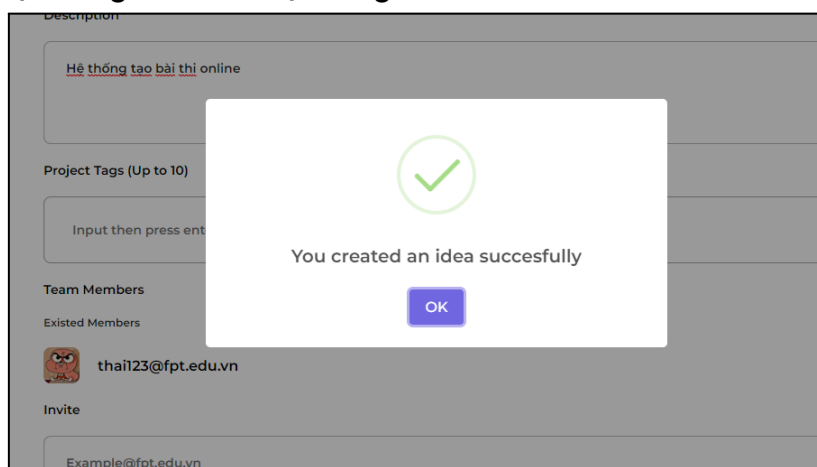 Description
Hệ thống tạo bài thi online
Project Tags (Up to 10)
Input then press ent
You created an idea succesfully
OK
Team Members
Existed Members
thai123@fpt.edu.vn
Invite
Example@fpt.edu.vn